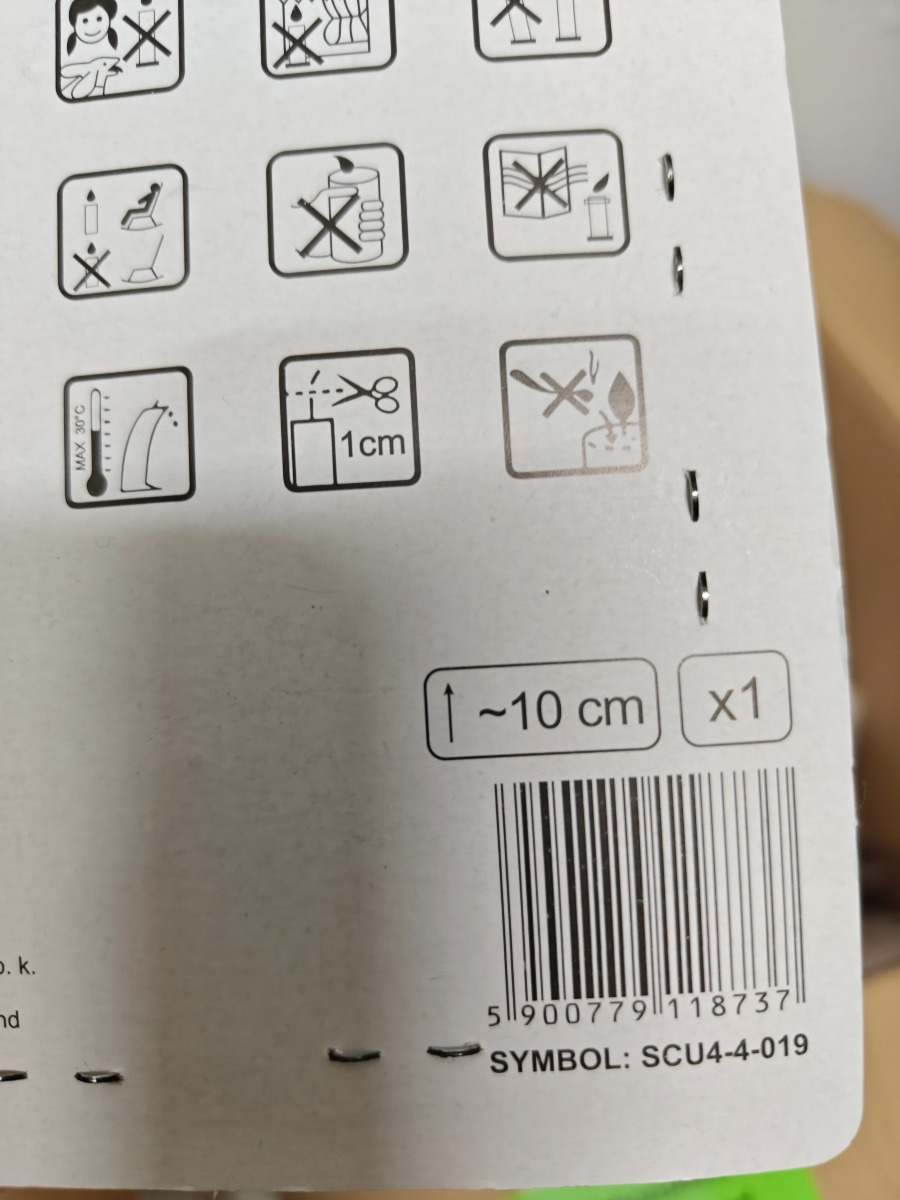 MAX 30°C
1cm
~10 cm
x1
5 900779 118737
SYMBOL: SCU4-4-019
k.